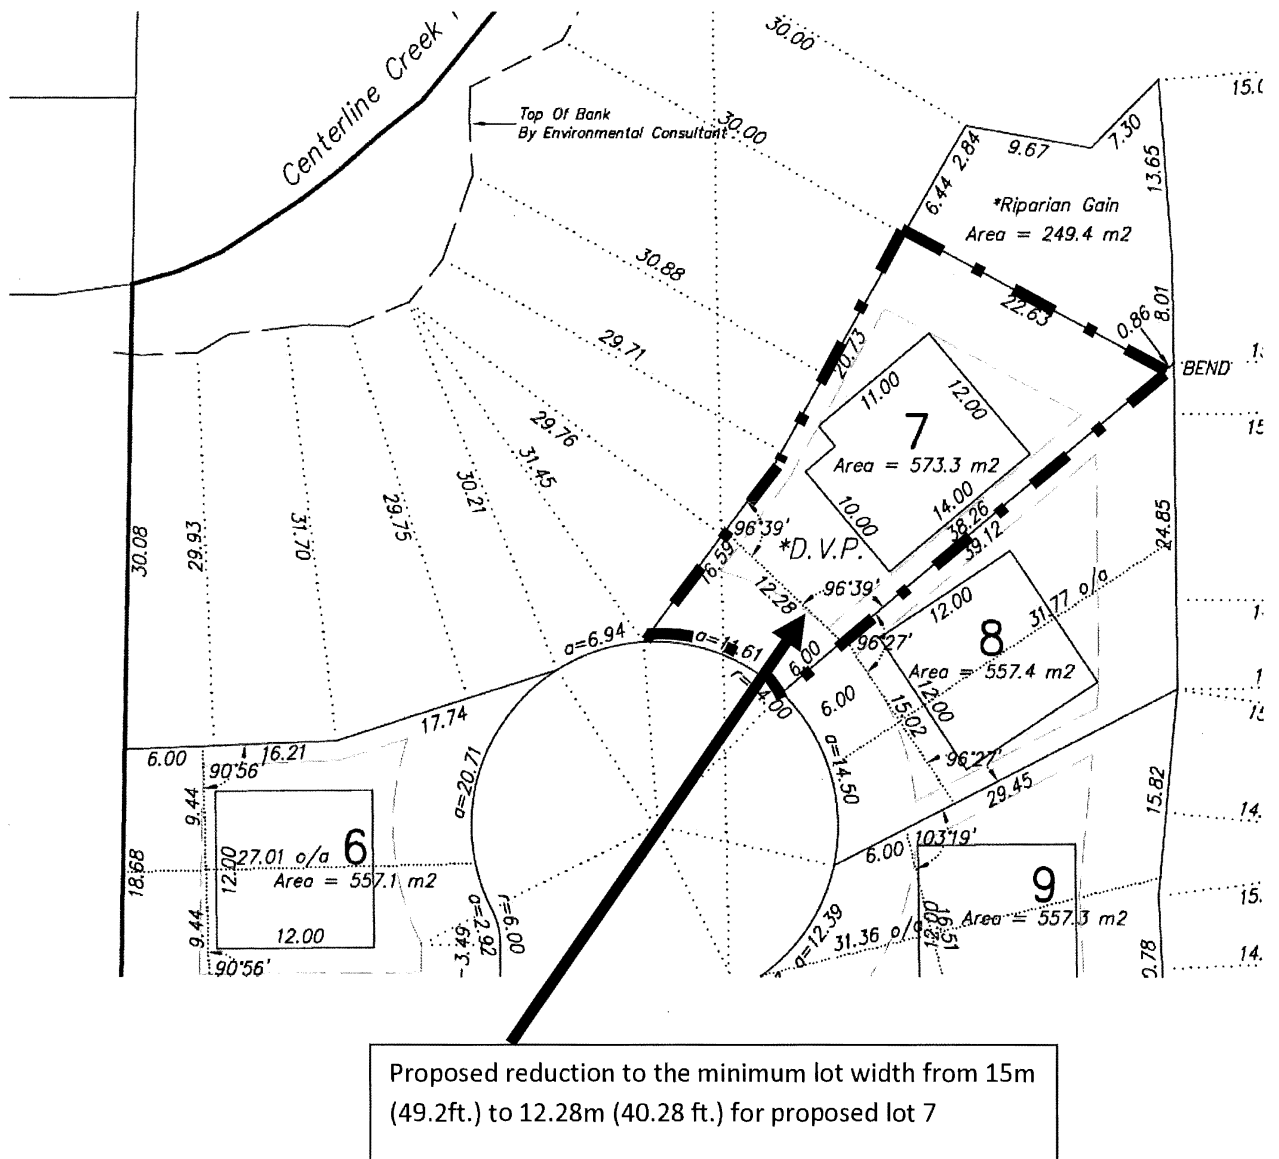 30.00
15.0
Centerline Creek
Top Of Bank
By Environmental Consultant
30.00
2.84
9.67
7.30
13.65
6.44
*Riparian Gain
Area = 249.4 m2
30.88
22.63
0.86
8.01
BEND
29.71
20.73
11.00
12.00
7
Area = 573.3 m2
29.76
31.45
30.21
29.75
31.70
29.93
30.08
10.00
14.00
38.26
39.12
24.85
96°39'
*D.V.P.
16.59
12.28
96°39'
12.00
31.77 o/a
8
Area = 557.4 m2
96°27'
a=6.94
a=11.61
r=14.00
6.00
6.00
12.00
15.02
96°27'
29.45
15.82
17.74
6.00
16.21
90°56'
a=20.71
a=14.50
9.44
12.00
27.01 o/a
6
Area = 557.1 m2
18.68
9.44
12.00
90°56'
r=6.00
a=2.92
3.49
6.00
103°19'
9
Area = 557.3 m2
a=12.39
31.36 o/a
16.51
12.00
14.
15.
14.
Proposed reduction to the minimum lot width from 15m
(49.2ft.) to 12.28m (40.28 ft.) for proposed lot 7